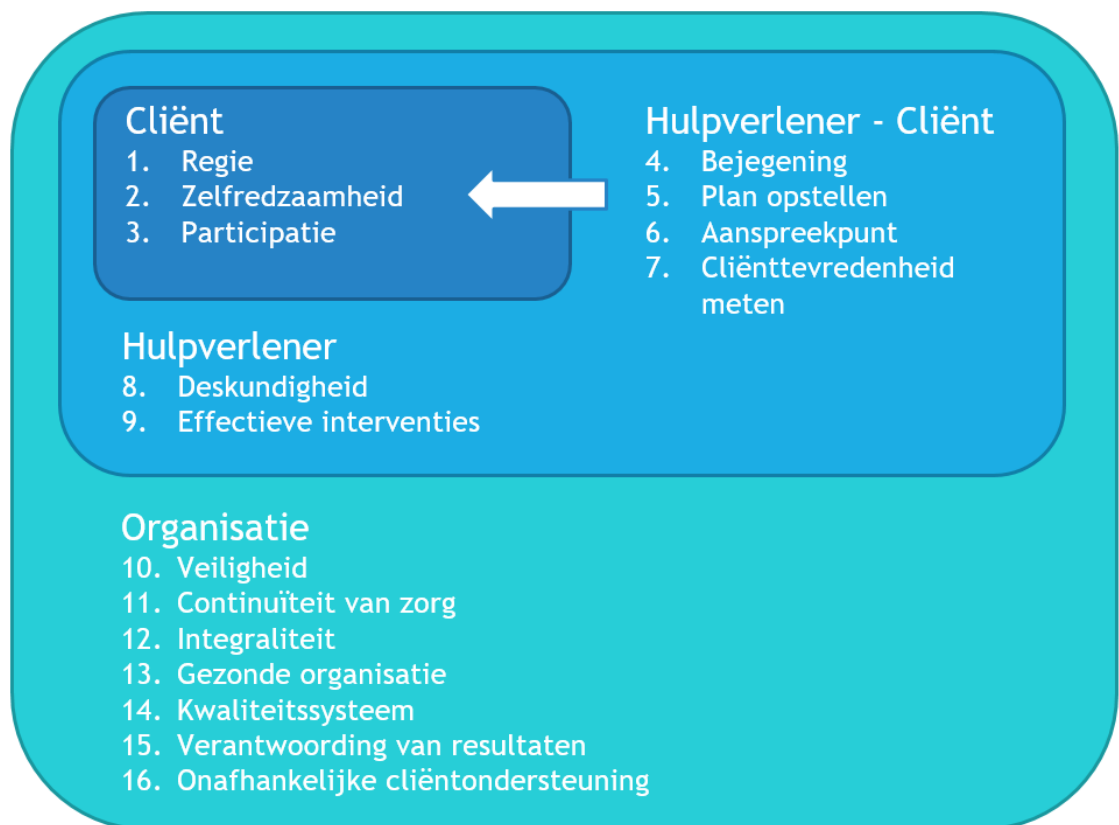 Cliënt
1. Regie
2. Zelfredzaamheid
3. Participatie
Hulpverlener - Cliënt
4. Bejegening
5. Plan opstellen
6. Aanspreekpunt
7. Cliënttevredenheid
meten
Hulpverlener
8. Deskundigheid
9. Effectieve interventies
Organisatie
10. Veiligheid
11. Continuïteit van zorg
12. Integraliteit
13. Gezonde organisatie
14. Kwaliteitssysteem
15. Verantwoording van resultaten
16. Onafhankelijke cliëntondersteuning